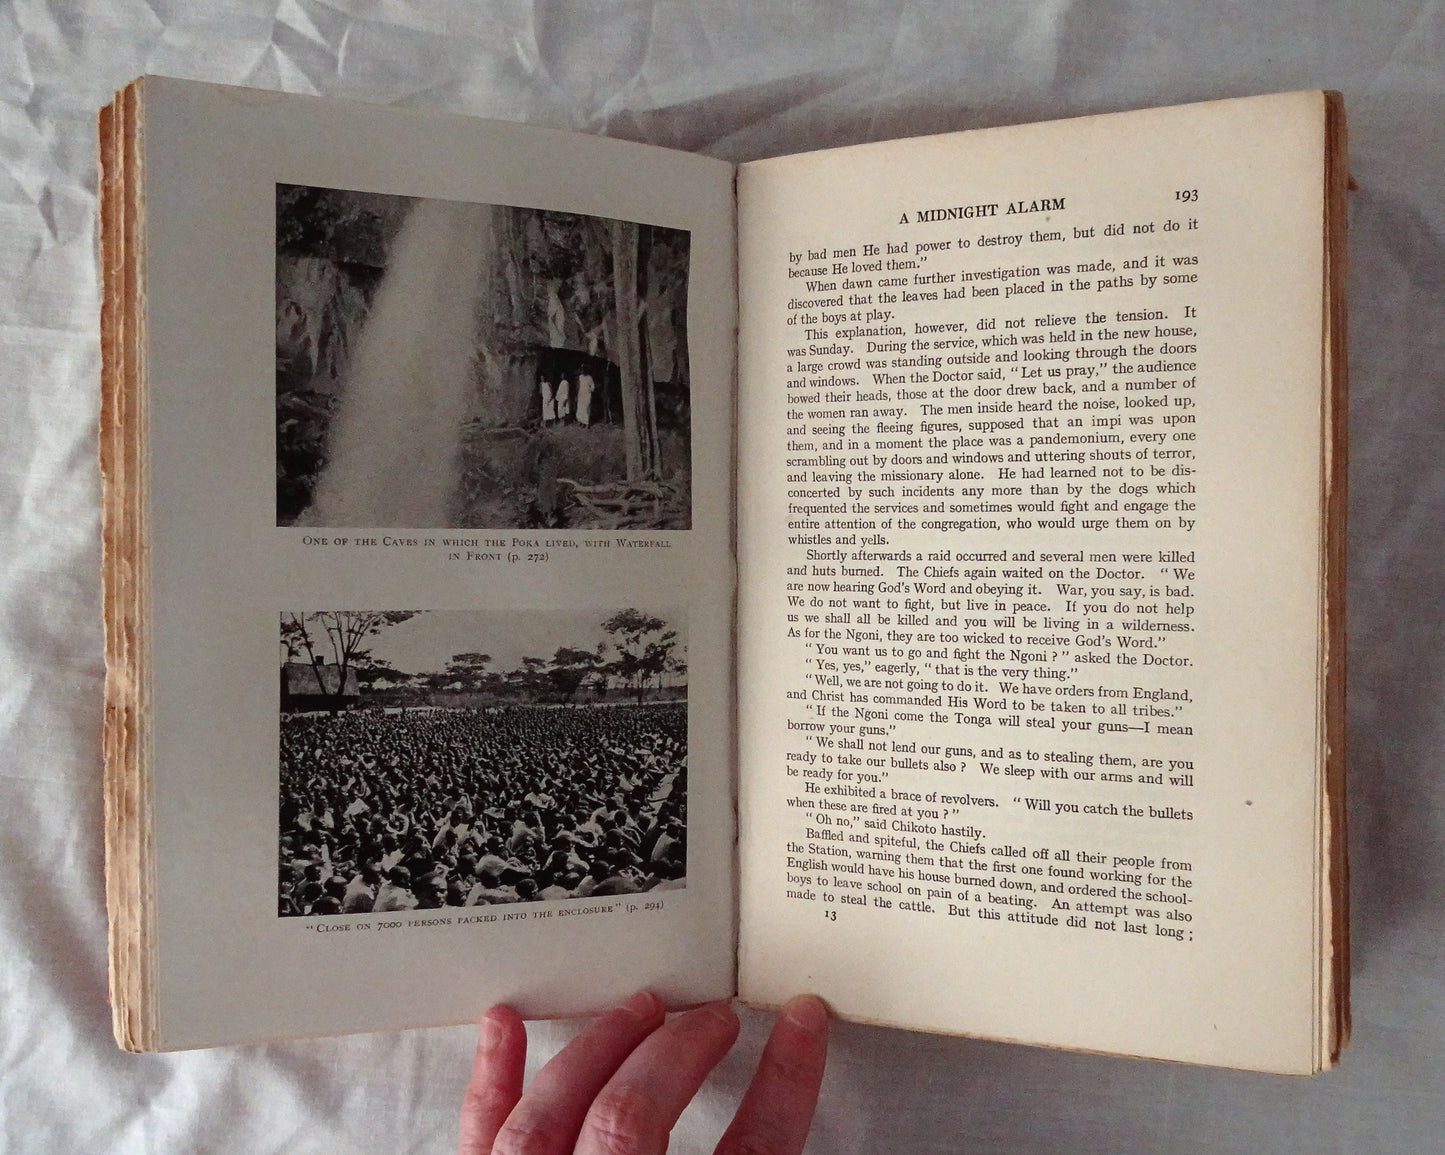 One of the Caves in which the Poka lived, with Waterfall
in Front (p. 272)
"Close on 7000 persons packed into the enclosure" (p. 294)
A MIDNIGHT ALARM 193
by bad men He had power to destroy them, but did not do it
because He loved them."
When dawn came further investigation was made, and it was
discovered that the leaves had been placed in the paths by some
of the boys at play.
This explanation, however, did not relieve the tension. It
was Sunday. During the service, which was held in the new house,
a large crowd was standing outside and looking through the doors
and windows. When the Doctor said, "Let us pray," the audience
bowed their heads, those at the door drew back, and a number of
the women ran away. The men inside heard the noise, looked up,
and seeing the fleeing figures, supposed that an impi was upon
them, and in a moment the place was a pandemonium, every one
scrambling out by doors and windows and uttering shouts of terror,
and leaving the missionary alone. He had learned not to be dis-
concerted by such incidents any more than by the dogs which
frequented the services and sometimes would fight and engage the
entire attention of the congregation, who would urge them on by
whistles and yells.
Shortly afterwards a raid occurred and several men were killed
and huts burned. The Chiefs again waited on the Doctor. "We
are now hearing God's Word and obeying it. War, you say, is bad.
We do not want to fight, but live in peace. If you do not help
us we shall all be killed and you will be living in a wilderness.
As for the Ngoni, they are too wicked to receive God's Word."
"You want us to go and fight the Ngoni?" asked the Doctor.
"Yes, yes," eagerly, "that is the very thing."
"Well, we are not going to do it. We have orders from England,
and Christ has commanded His Word to be taken to all tribes."
"If the Ngoni come the Tonga will steal your guns—I mean
borrow your guns."
"We shall not lend our guns, and as to stealing them, are you
ready to take our bullets also? We sleep with our arms and will
be ready for you."
He exhibited a brace of revolvers. "Will you catch the bullets
when these are fired at you?"
"Oh no," said Chikoto hastily.
Baffled and spiteful, the Chiefs called off all their people from
the Station, warning them that the first one found working for the
English would have his house burned down, and ordered the school-
boys to leave school on pain of a beating. An attempt was also
made to steal the cattle. But this attitude did not last long;
13